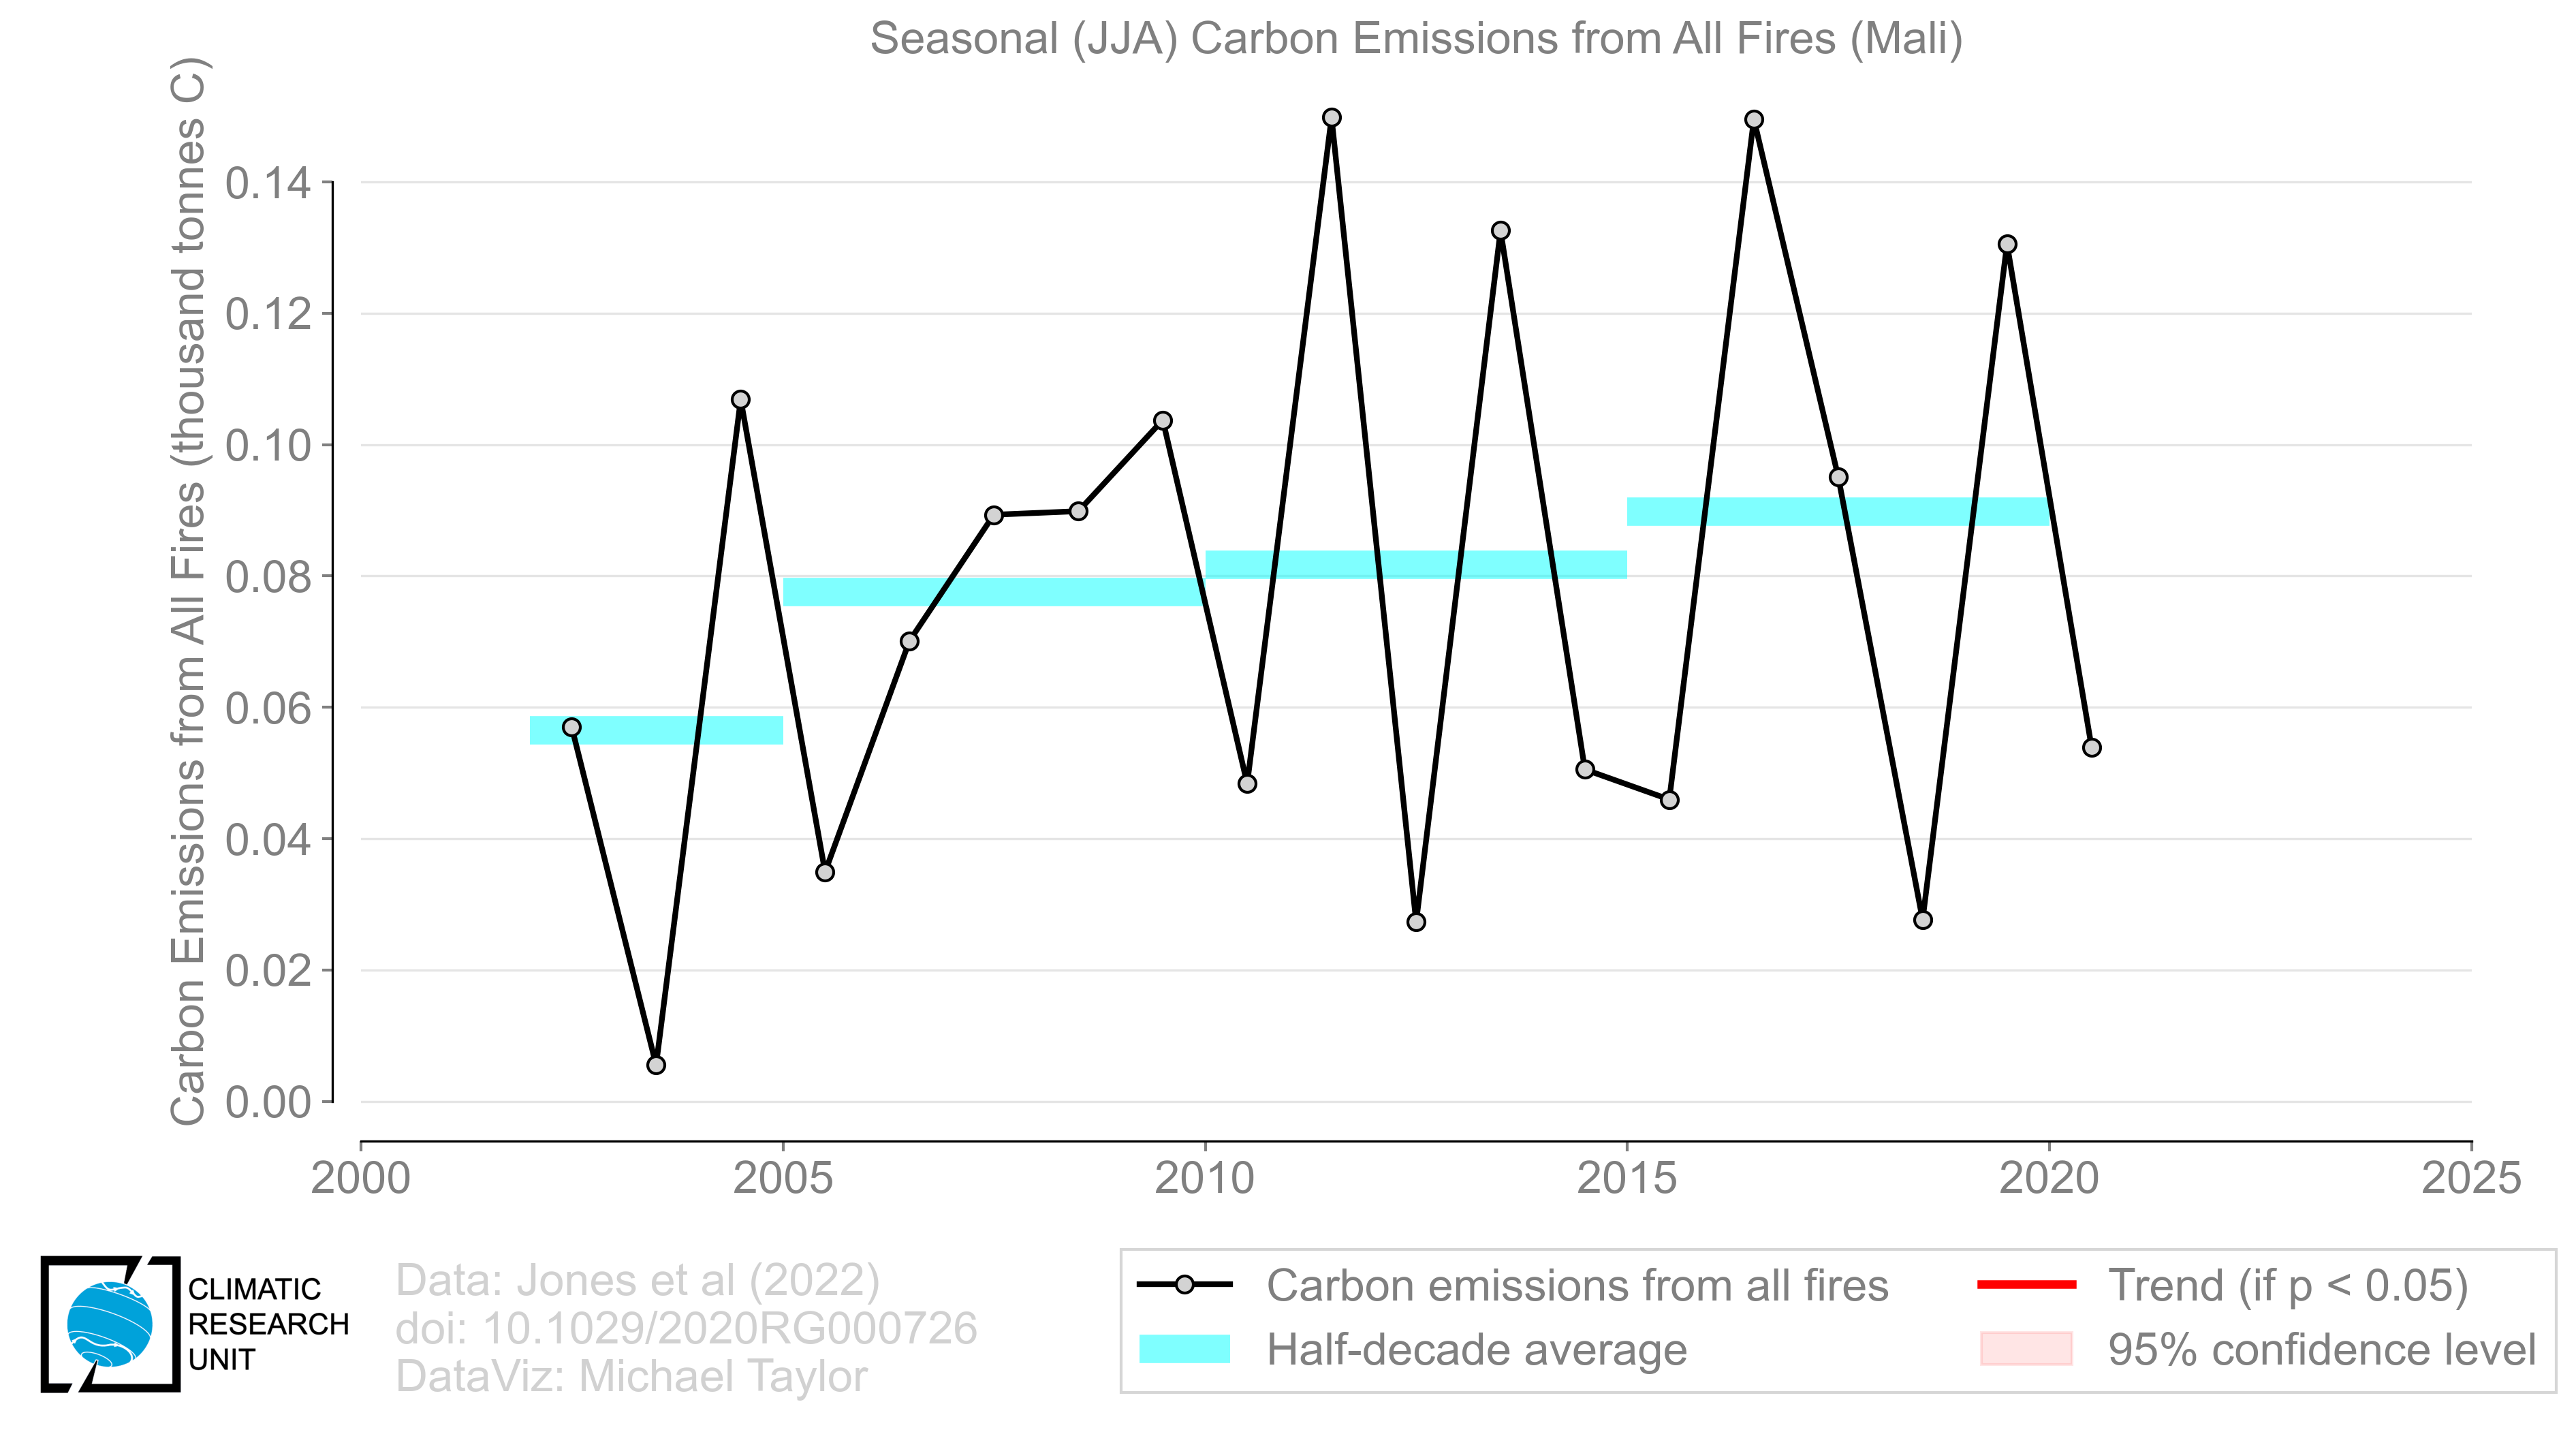 Seasonal (JJA) Carbon Emissions from All Fires (Mali)
Carbon Emissions from All Fires (thousand tonnes C)
0.14
0.12
0.10
0.08
0.06
0.04
0.02
0.00
2000 2005 2010 2015 2020 2025
CLIMATIC
RESEARCH
UNIT
Data: Jones et al (2022)
doi: 10.1029/2020RG000726
DataViz: Michael Taylor
Carbon emissions from all fires
Half-decade average
Trend (if p < 0.05)
95% confidence level